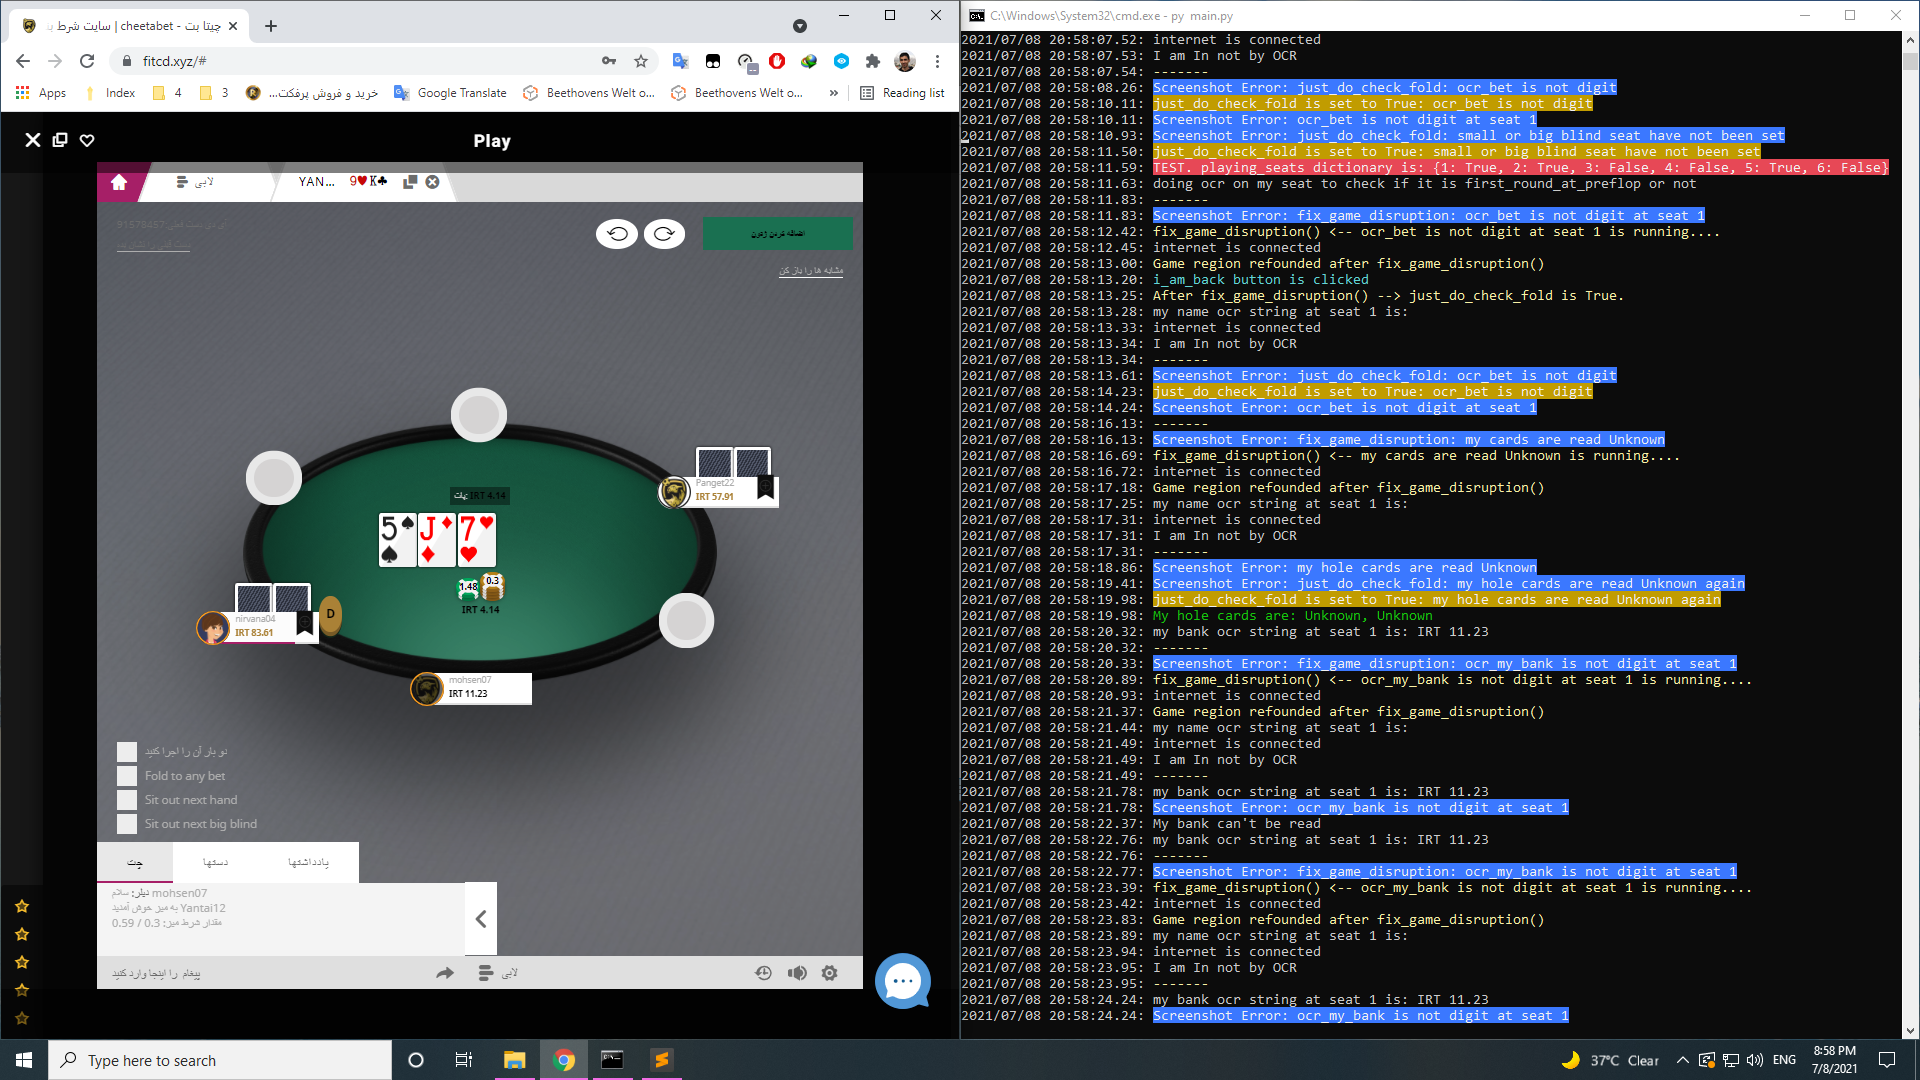 چیتا بت - cheetabet | سایت شرط
fitcd.xyz/#
Apps
Index
4
3
خرید و فروش پرفکت...
Google Translate
Beethovens Welt o...
Beethovens Welt o...
»
Reading list
Play
لابی
YAN... 9♥K♣
91578457
اضافه کردن ژتون
مشابه ها را باز کن
Panget22
IRT 57.91
پات: IRT 4.14
5♠ J♦ 7♥
1.48 0.3
IRT 4.14
D
nirvana04
IRT 83.61
mohsen07
IRT 11.23
دو بار آن را اجرا کنید
Fold to any bet
Sit out next hand
Sit out next big blind
چت
دستها
یادداشتها
دیلر: سلام mohsen07
به میز خوش آمدید Yantai12
مقدار شرط میز: 0.3 / 0.59
پیغام را اینجا وارد کنید
لابی
C:\Windows\System32\cmd.exe - py main.py
2021/07/08 20:58:07.52: internet is connected
2021/07/08 20:58:07.53: I am In not by OCR
2021/07/08 20:58:07.54: -------
2021/07/08 20:58:08.26: Screenshot Error: just_do_check_fold: ocr_bet is not digit
2021/07/08 20:58:10.11: just_do_check_fold is set to True: ocr_bet is not digit
2021/07/08 20:58:10.11: Screenshot Error: ocr_bet is not digit at seat 1
2021/07/08 20:58:10.93: Screenshot Error: just_do_check_fold: small or big blind seat have not been set
2021/07/08 20:58:11.50: just_do_check_fold is set to True: small or big blind seat have not been set
2021/07/08 20:58:11.59: TEST. playing_seats dictionary is: {1: True, 2: True, 3: False, 4: False, 5: True, 6: False}
2021/07/08 20:58:11.63: doing ocr on my seat to check if it is first_round_at_preflop or not
2021/07/08 20:58:11.83: -------
2021/07/08 20:58:11.83: Screenshot Error: fix_game_disruption: ocr_bet is not digit at seat 1
2021/07/08 20:58:12.42: fix_game_disruption() <-- ocr_bet is not digit at seat 1 is running....
2021/07/08 20:58:12.45: internet is connected
2021/07/08 20:58:13.00: Game region refounded after fix_game_disruption()
2021/07/08 20:58:13.20: i_am_back button is clicked
2021/07/08 20:58:13.25: After fix_game_disruption() --> just_do_check_fold is True.
2021/07/08 20:58:13.28: my name ocr string at seat 1 is:
2021/07/08 20:58:13.33: internet is connected
2021/07/08 20:58:13.34: I am In not by OCR
2021/07/08 20:58:13.34: -------
2021/07/08 20:58:13.61: Screenshot Error: just_do_check_fold: ocr_bet is not digit
2021/07/08 20:58:14.23: just_do_check_fold is set to True: ocr_bet is not digit
2021/07/08 20:58:14.24: Screenshot Error: ocr_bet is not digit at seat 1
2021/07/08 20:58:16.13: -------
2021/07/08 20:58:16.13: Screenshot Error: fix_game_disruption: my cards are read Unknown
2021/07/08 20:58:16.69: fix_game_disruption() <-- my cards are read Unknown is running....
2021/07/08 20:58:16.72: internet is connected
2021/07/08 20:58:17.18: Game region refounded after fix_game_disruption()
2021/07/08 20:58:17.25: my name ocr string at seat 1 is:
2021/07/08 20:58:17.31: internet is connected
2021/07/08 20:58:17.31: I am In not by OCR
2021/07/08 20:58:17.31: -------
2021/07/08 20:58:18.86: Screenshot Error: my hole cards are read Unknown
2021/07/08 20:58:19.41: Screenshot Error: just_do_check_fold: my hole cards are read Unknown again
2021/07/08 20:58:19.98: just_do_check_fold is set to True: my hole cards are read Unknown again
2021/07/08 20:58:19.98: My hole cards are: Unknown, Unknown
2021/07/08 20:58:20.32: my bank ocr string at seat 1 is: IRT 11.23
2021/07/08 20:58:20.32: -------
2021/07/08 20:58:20.33: Screenshot Error: fix_game_disruption: ocr_my_bank is not digit at seat 1
2021/07/08 20:58:20.89: fix_game_disruption() <-- ocr_my_bank is not digit at seat 1 is running....
2021/07/08 20:58:20.93: internet is connected
2021/07/08 20:58:21.37: Game region refounded after fix_game_disruption()
2021/07/08 20:58:21.44: my name ocr string at seat 1 is:
2021/07/08 20:58:21.49: internet is connected
2021/07/08 20:58:21.49: I am In not by OCR
2021/07/08 20:58:21.49: -------
2021/07/08 20:58:21.78: my bank ocr string at seat 1 is: IRT 11.23
2021/07/08 20:58:21.78: Screenshot Error: ocr_my_bank is not digit at seat 1
2021/07/08 20:58:22.37: My bank can't be read
2021/07/08 20:58:22.76: my bank ocr string at seat 1 is: IRT 11.23
2021/07/08 20:58:22.76: -------
2021/07/08 20:58:22.77: Screenshot Error: fix_game_disruption: ocr_my_bank is not digit at seat 1
2021/07/08 20:58:23.39: fix_game_disruption() <-- ocr_my_bank is not digit at seat 1 is running....
2021/07/08 20:58:23.42: internet is connected
2021/07/08 20:58:23.83: Game region refounded after fix_game_disruption()
2021/07/08 20:58:23.89: my name ocr string at seat 1 is:
2021/07/08 20:58:23.94: internet is connected
2021/07/08 20:58:23.95: I am In not by OCR
2021/07/08 20:58:23.95: -------
2021/07/08 20:58:24.24: my bank ocr string at seat 1 is: IRT 11.23
2021/07/08 20:58:24.24: Screenshot Error: ocr_my_bank is not digit at seat 1
Type here to search
37°C Clear
ENG
8:58 PM
7/8/2021